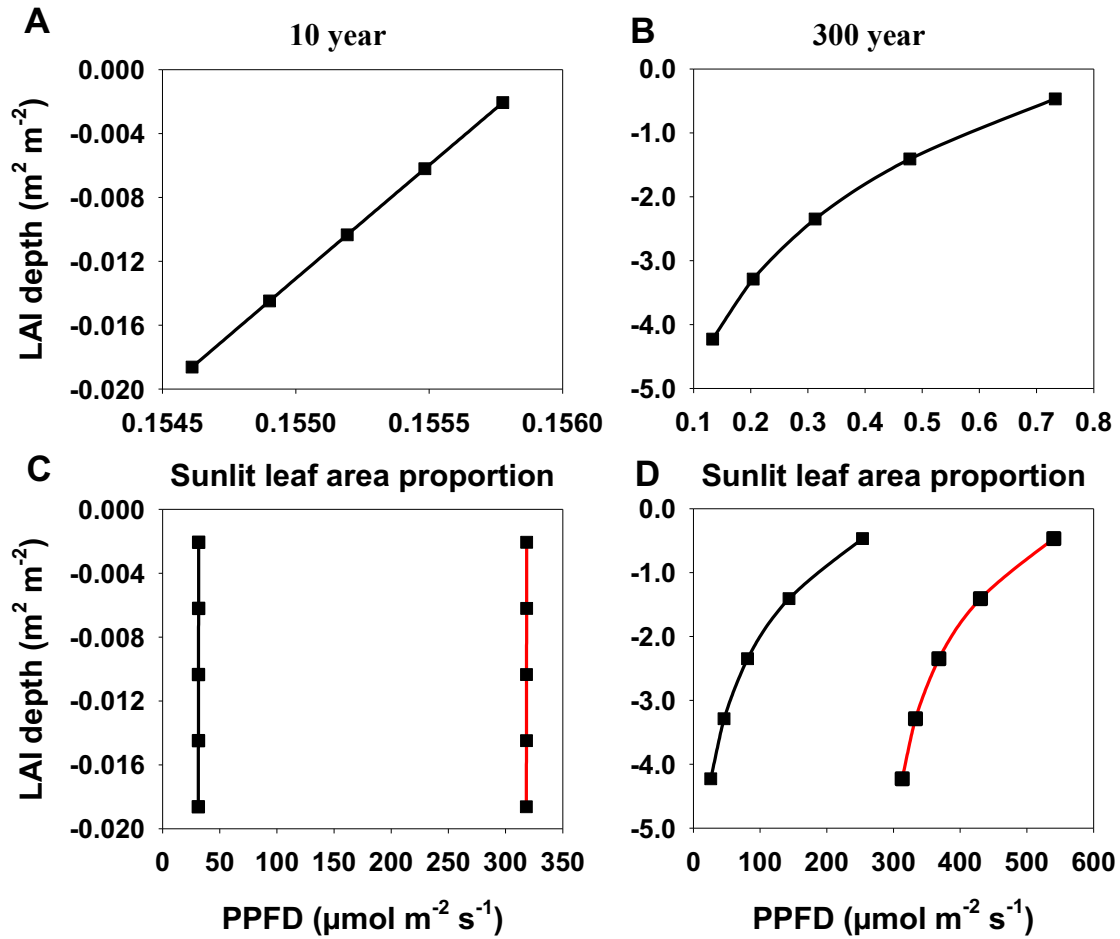 A
10 year
B
300 year
LAI depth (m² m⁻²)
0.000
-0.004
-0.008
-0.012
-0.016
-0.020
0.1545 0.1550 0.1555 0.1560
0.0
-1.0
-2.0
-3.0
-4.0
-5.0
0.1 0.2 0.3 0.4 0.5 0.6 0.7 0.8
C
Sunlit leaf area proportion
D
Sunlit leaf area proportion
LAI depth (m² m⁻²)
0.000
-0.004
-0.008
-0.012
-0.016
-0.020
0 50 100 150 200 250 300 350
0.0
-1.0
-2.0
-3.0
-4.0
-5.0
0 100 200 300 400 500 600
PPFD (µmol m⁻² s⁻¹)
PPFD (µmol m⁻² s⁻¹)